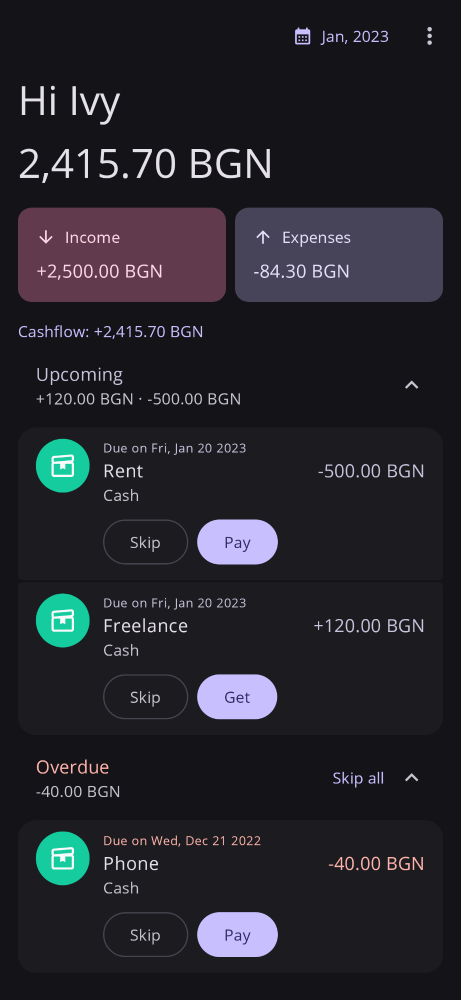 Jan, 2023
Hi Ivy
2,415.70 BGN
Income
+2,500.00 BGN
Expenses
-84.30 BGN
Cashflow: +2,415.70 BGN
Upcoming
+120.00 BGN · -500.00 BGN
Due on Fri, Jan 20 2023
Rent
-500.00 BGN
Cash
Skip
Pay
Due on Fri, Jan 20 2023
Freelance
+120.00 BGN
Cash
Skip
Get
Overdue
-40.00 BGN
Skip all
Due on Wed, Dec 21 2022
Phone
-40.00 BGN
Cash
Skip
Pay